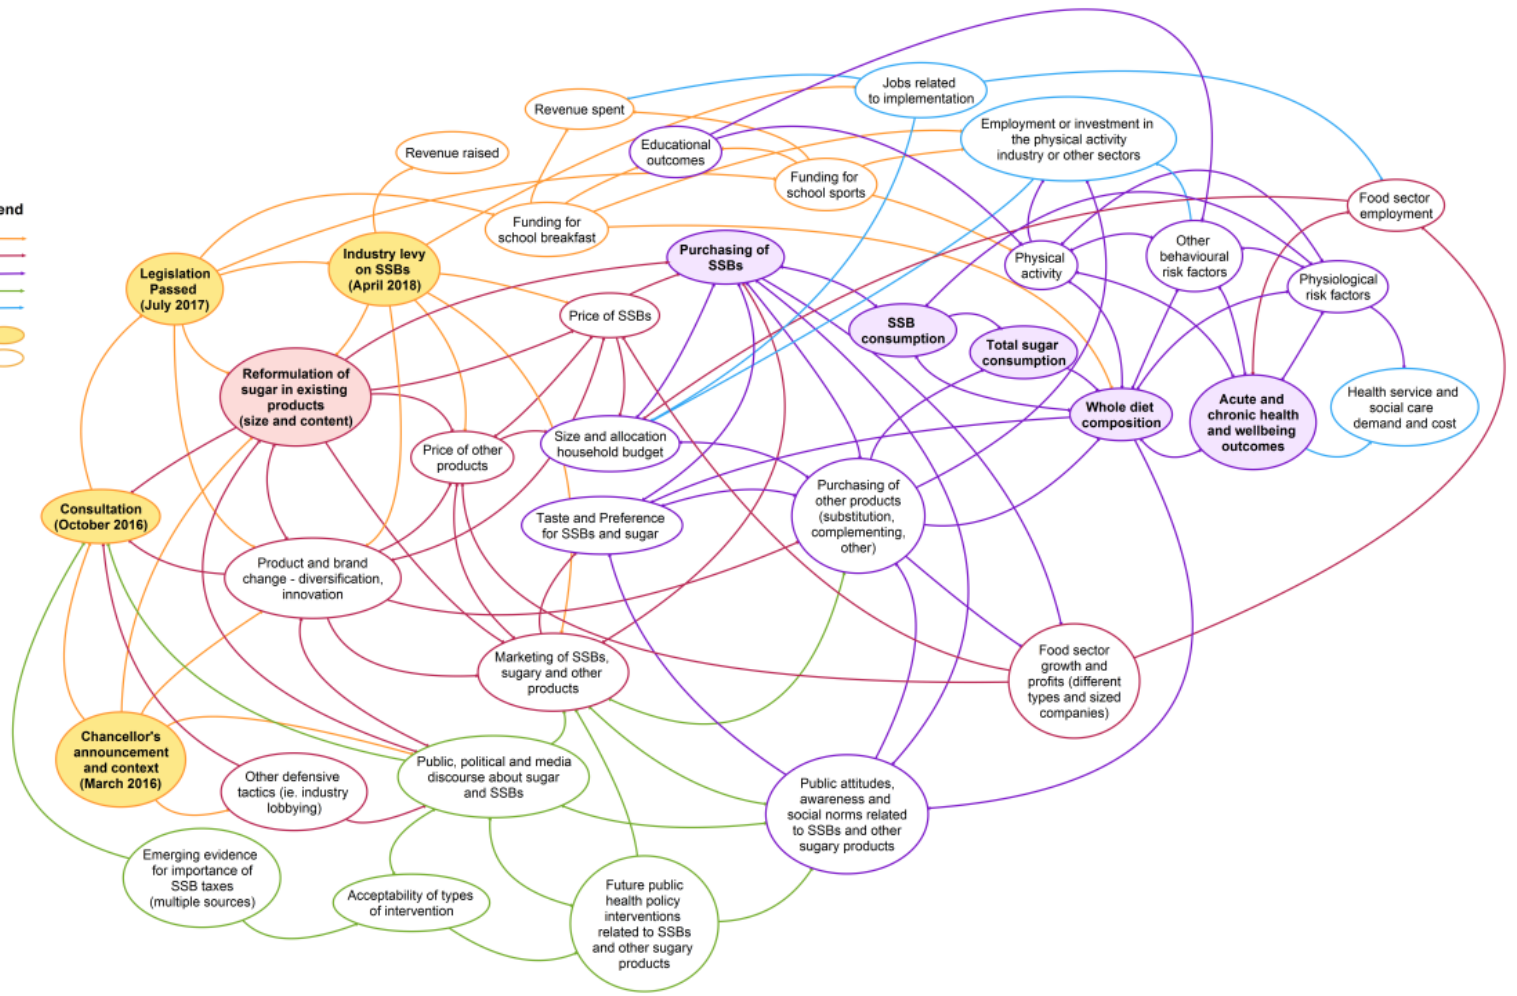 end
Jobs related
to implementation
Revenue spent
Revenue raised
Educational
outcomes
Employment or investment in
the physical activity
industry or other sectors
Funding for
school sports
Food sector
employment
Funding for
school breakfast
Legislation
Passed
(July 2017)
Industry levy
on SSBs
(April 2018)
Purchasing of
SSBs
Physical
activity
Other
behavioural
risk factors
Physiological
risk factors
Price of SSBs
SSB
consumption
Total sugar
consumption
Reformulation of
sugar in existing
products
(size and content)
Price of other
products
Size and allocation
household budget
Whole diet
composition
Acute and
chronic health
and wellbeing
outcomes
Health service and
social care
demand and cost
Consultation
(October 2016)
Taste and Preference
for SSBs and sugar
Purchasing of
other products
(substitution,
complementing,
other)
Product and brand
change - diversification,
innovation
Marketing of SSBs,
sugary and other
products
Food sector
growth and
profits (different
types and sized
companies)
Chancellor's
announcement
and context
(March 2016)
Other defensive
tactics (ie. industry
lobbying)
Public, political and media
discourse about sugar
and SSBs
Public attitudes,
awareness and
social norms related
to SSBs and other
sugary products
Emerging evidence
for importance of
SSB taxes
(multiple sources)
Acceptability of types
of intervention
Future public
health policy
interventions
related to SSBs
and other sugary
products